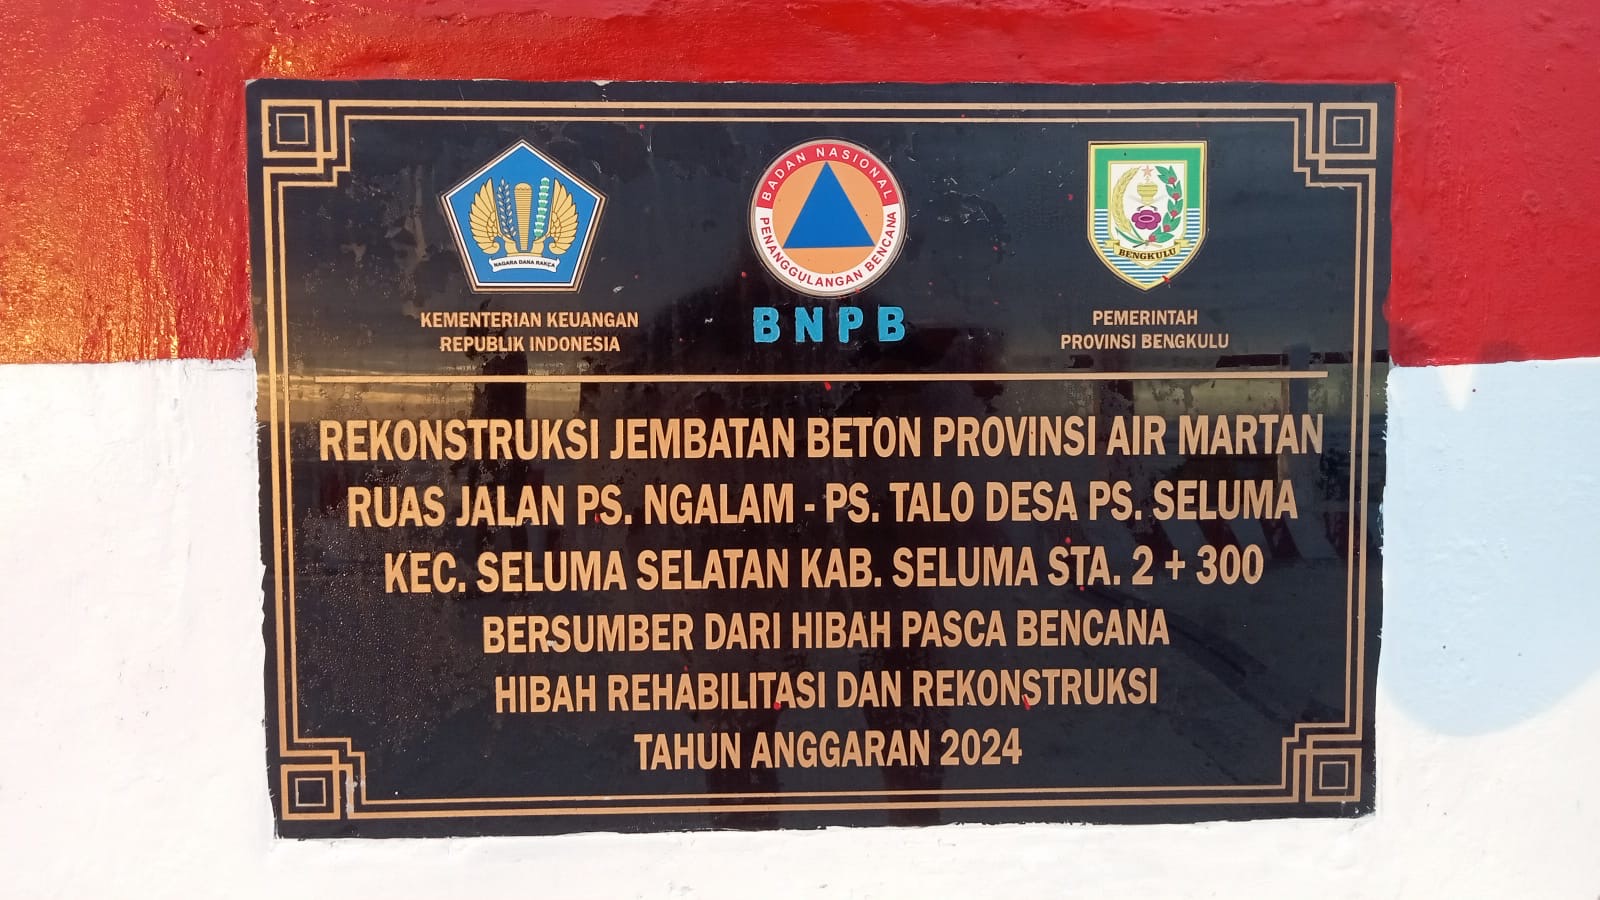 NAGARA DANA RAKÇA
KEMENTERIAN KEUANGAN
REPUBLIK INDONESIA
BADAN NASIONAL
PENANGGULANGAN BENCANA
BNPB
BENGKULU
PEMERINTAH
PROVINSI BENGKULU
REKONSTRUKSI JEMBATAN BETON PROVINSI AIR MARTAN
RUAS JALAN PS. NGALAM - PS. TALO DESA PS. SELUMA
KEC. SELUMA SELATAN KAB. SELUMA STA. 2 + 300
BERSUMBER DARI HIBAH PASCA BENCANA
HIBAH REHABILITASI DAN REKONSTRUKSI
TAHUN ANGGARAN 2024